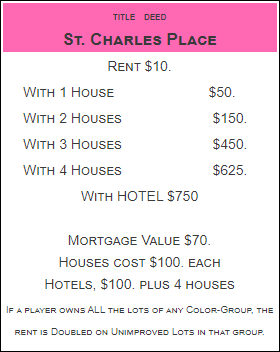 TITLE DEED
ST. CHARLES PLACE
RENT $10.
WITH 1 HOUSE $50.
WITH 2 HOUSES $150.
WITH 3 HOUSES $450.
WITH 4 HOUSES $625.
WITH HOTEL $750
MORTGAGE VALUE $70.
HOUSES COST $100. EACH
HOTELS, $100. PLUS 4 HOUSES
IF A PLAYER OWNS ALL THE LOTS OF ANY COLOR-GROUP, THE
RENT IS DOUBLED ON UNIMPROVED LOTS IN THAT GROUP.